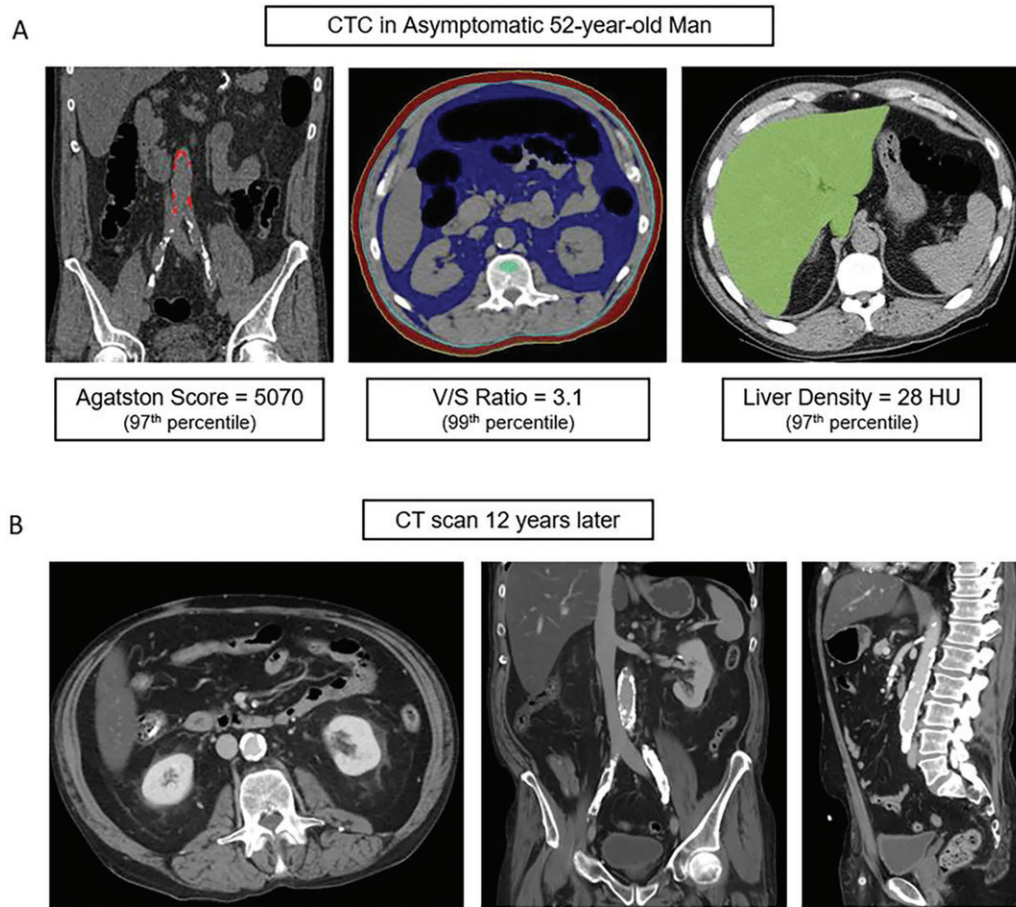 A
CTC in Asymptomatic 52-year-old Man
Agatston Score = 5070
(97th percentile)
V/S Ratio = 3.1
(99th percentile)
Liver Density = 28 HU
(97th percentile)
B
CT scan 12 years later